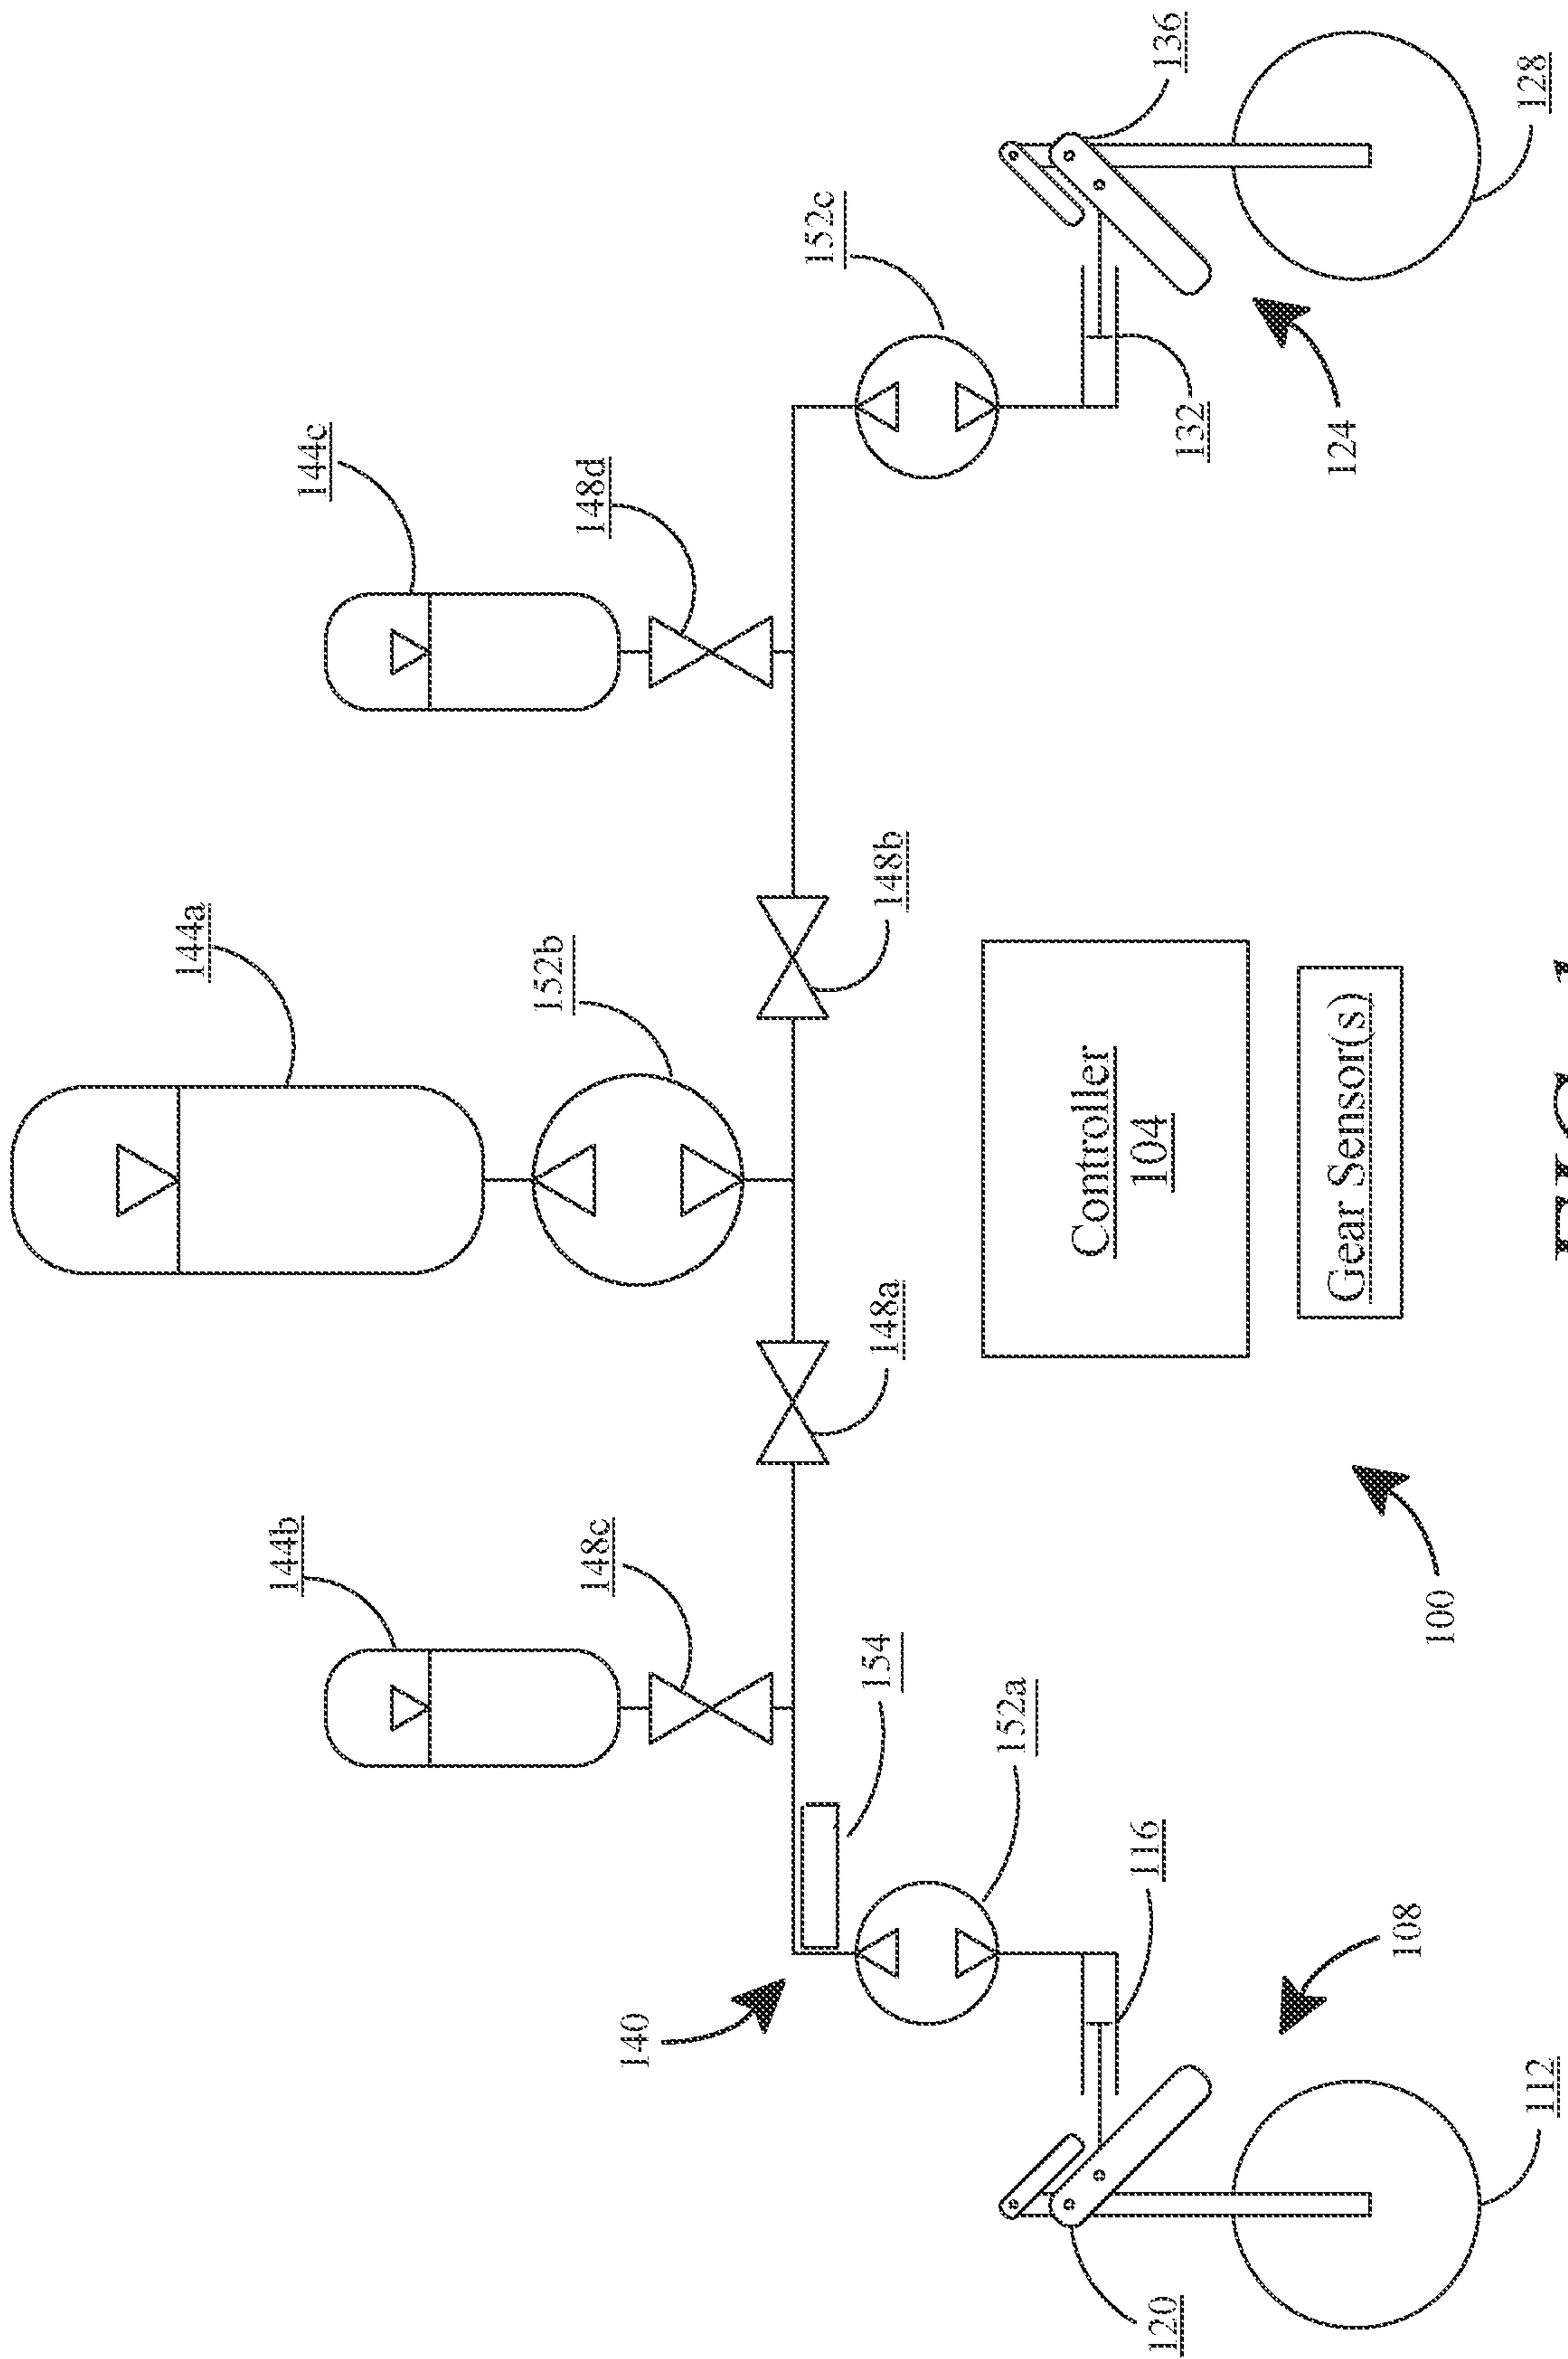 144a
144b
144c
152b
148c
148d
140
152c
154
148a
148b
152a
Controller
104
116
120
136
132
124
Gear Sensor(s)
108
100
112
128